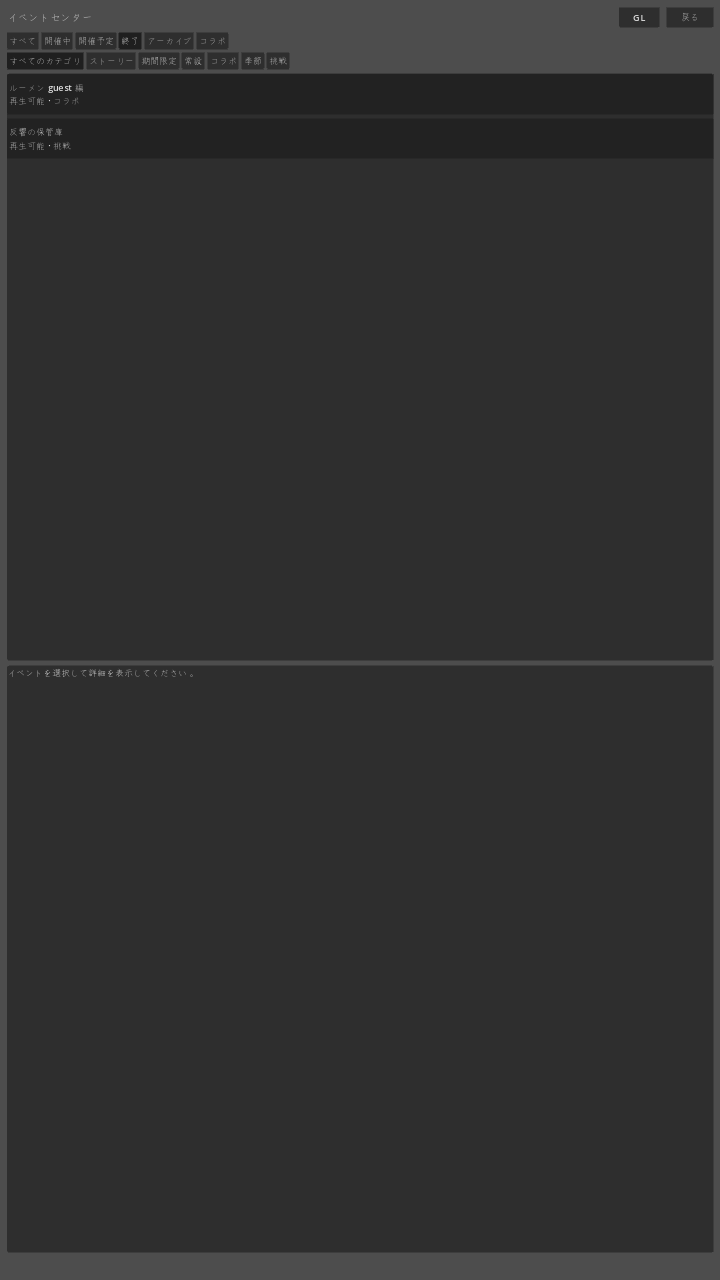 イベントセンター GL 戻る
すべて 開催中 開催予定 終了 アーカイブ コラボ
すべてのカテゴリ ストーリー 期間限定 常設 コラボ 季節 挑戦
ルーメン guest 編
再生可能・コラボ
反響の保管庫
再生可能・挑戦
イベントを選択して詳細を表示してください。